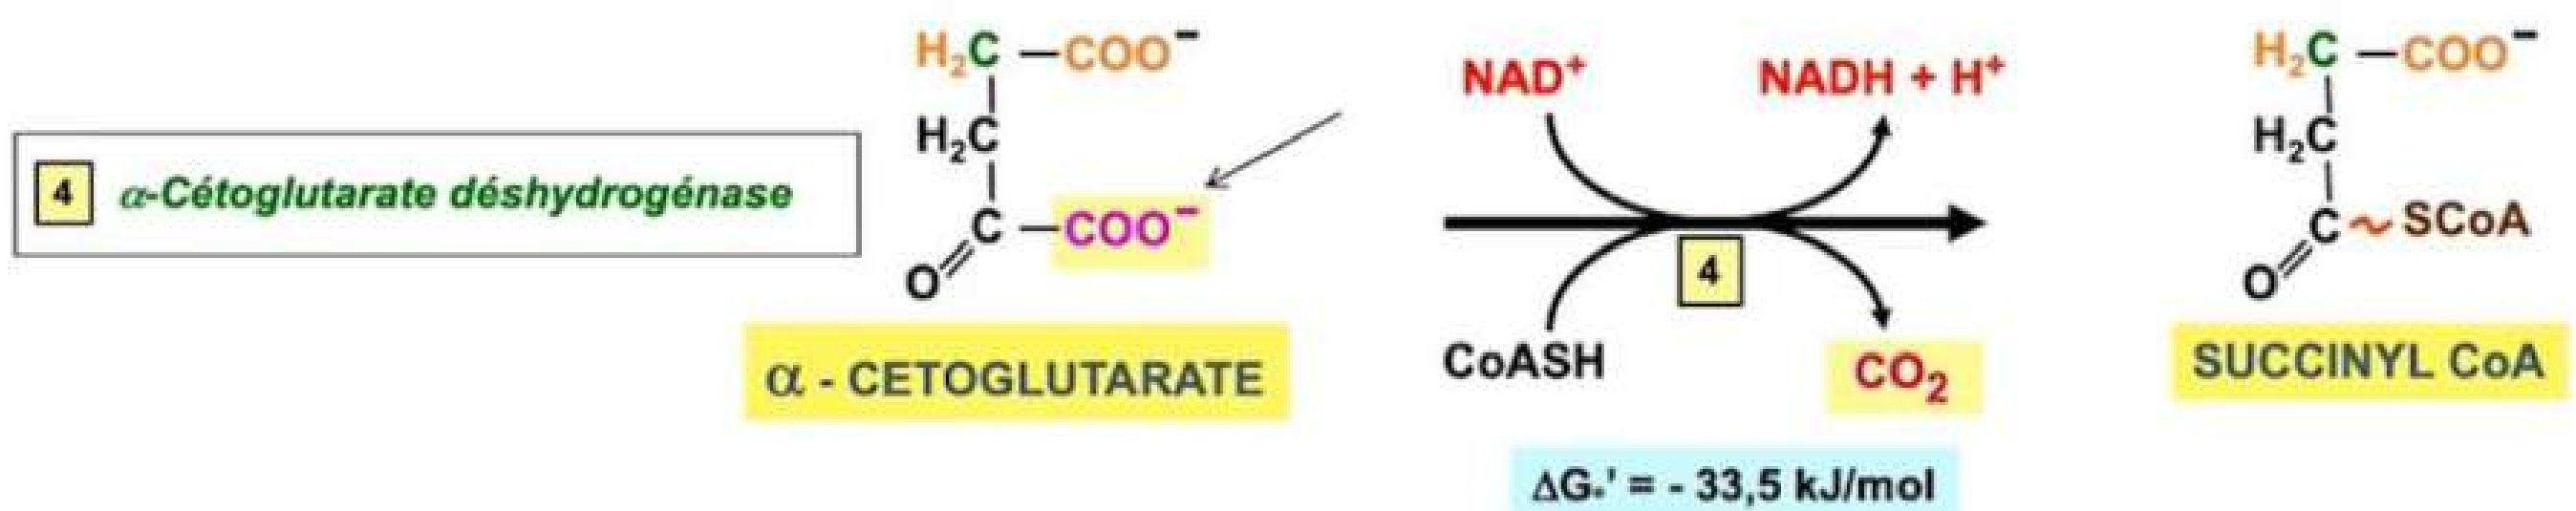 4 α-Cétoglutarate déshydrogénase
H₂C — COO⁻
H₂C
C — COO⁻
O
α - CETOGLUTARATE
NAD⁺ NADH + H⁺
4
CoASH CO₂
ΔG₀' = - 33,5 kJ/mol
H₂C — COO⁻
H₂C
C ~ SCoA
O
SUCCINYL CoA